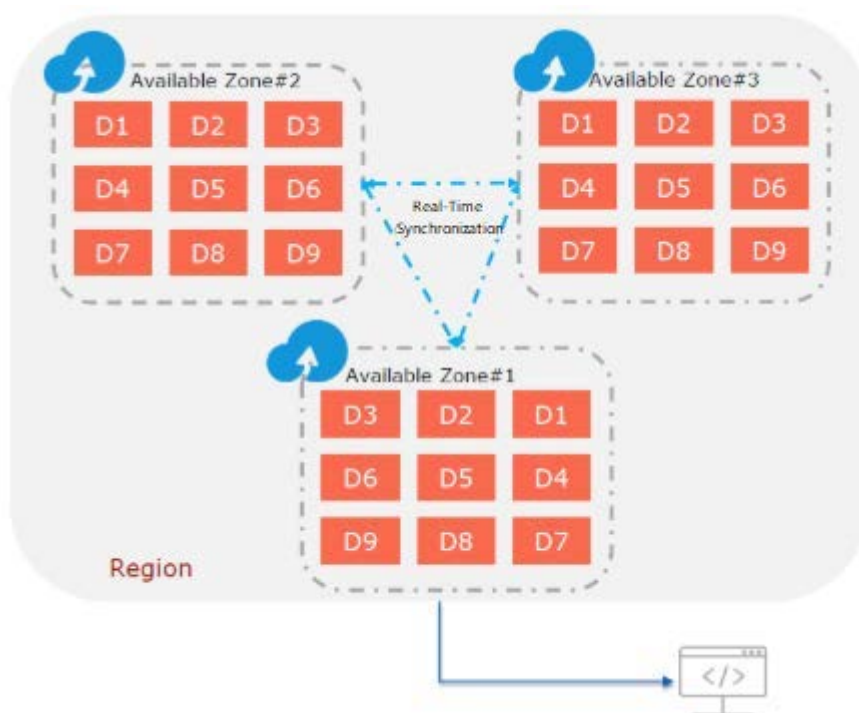 Available Zone#2
D1 D2 D3
D4 D5 D6
D7 D8 D9
Available Zone#3
D1 D2 D3
D4 D5 D6
D7 D8 D9
Real-Time
Synchronization
Available Zone#1
D3 D2 D1
D6 D5 D4
D9 D8 D7
Region
</>